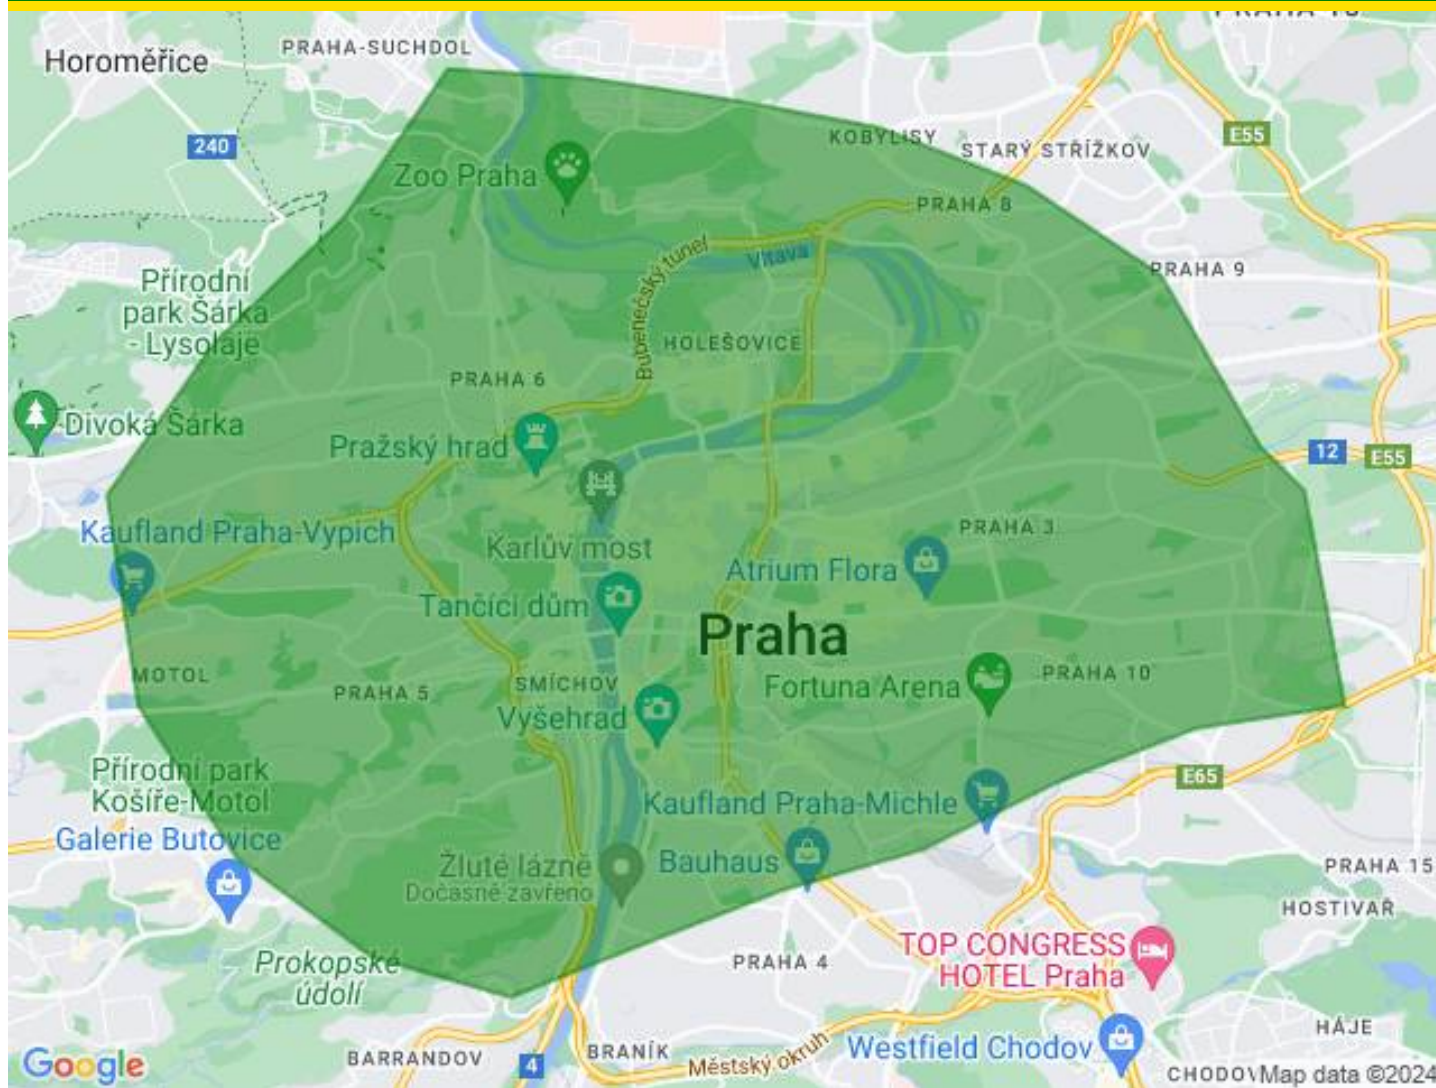 Horoměřice
PRAHA-SUCHDOL
240
Zoo Praha
KOBYLISY
STARÝ STŘÍŽKOV
E55
PRAHA 8
Vltava
PRAHA 9
Přírodní
park Šárka
- Lysolaje
Bubenečský tunel
HOLEŠOVICE
PRAHA 6
Divoká Šárka
Pražský hrad
12
E55
Kaufland Praha-Vypich
Karlův most
PRAHA 3
Atrium Flora
Tančící dům
Praha
MOTOL
PRAHA 5
SMÍCHOV
Vyšehrad
Fortuna Arena
PRAHA 10
Přírodní park
Košíře-Motol
E65
Kaufland Praha-Michle
Galerie Butovice
Žluté lázně
Dočasně zavřeno
Bauhaus
PRAHA 15
HOSTIVAŘ
Prokopské
údolí
PRAHA 4
TOP CONGRESS
HOTEL Praha
HÁJE
Google
BARRANDOV
4
BRANÍK
Městský okruh
Westfield Chodov
CHODOV
Map data ©2024